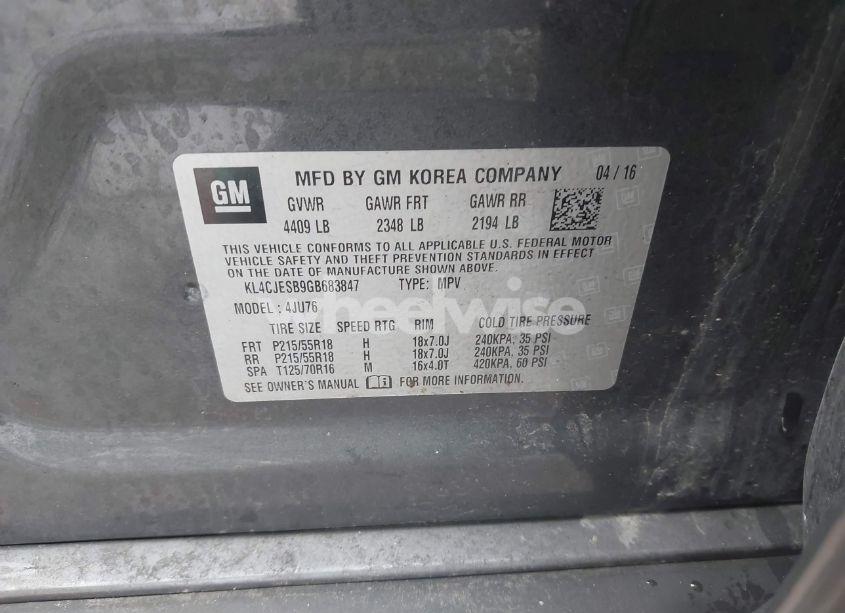 GM MFD BY GM KOREA COMPANY 04 / 16
GVWR GAWR FRT GAWR RR
4409 LB 2348 LB 2194 LB
THIS VEHICLE CONFORMS TO ALL APPLICABLE U.S. FEDERAL MOTOR
VEHICLE SAFETY AND THEFT PREVENTION STANDARDS IN EFFECT
ON THE DATE OF MANUFACTURE SHOWN ABOVE.
KL4CJESB9GB683847 TYPE: MPV
MODEL : 4JU76
wheelwise
TIRE SIZE SPEED RTG RIM COLD TIRE PRESSURE
FRT P215/55R18 H 18x7.0J 240KPA, 35 PSI
RR P215/55R18 H 18x7.0J 240KPA, 35 PSI
SPA T125/70R16 M 16x4.0T 420KPA, 60 PSI
SEE OWNER'S MANUAL FOR MORE INFORMATION.